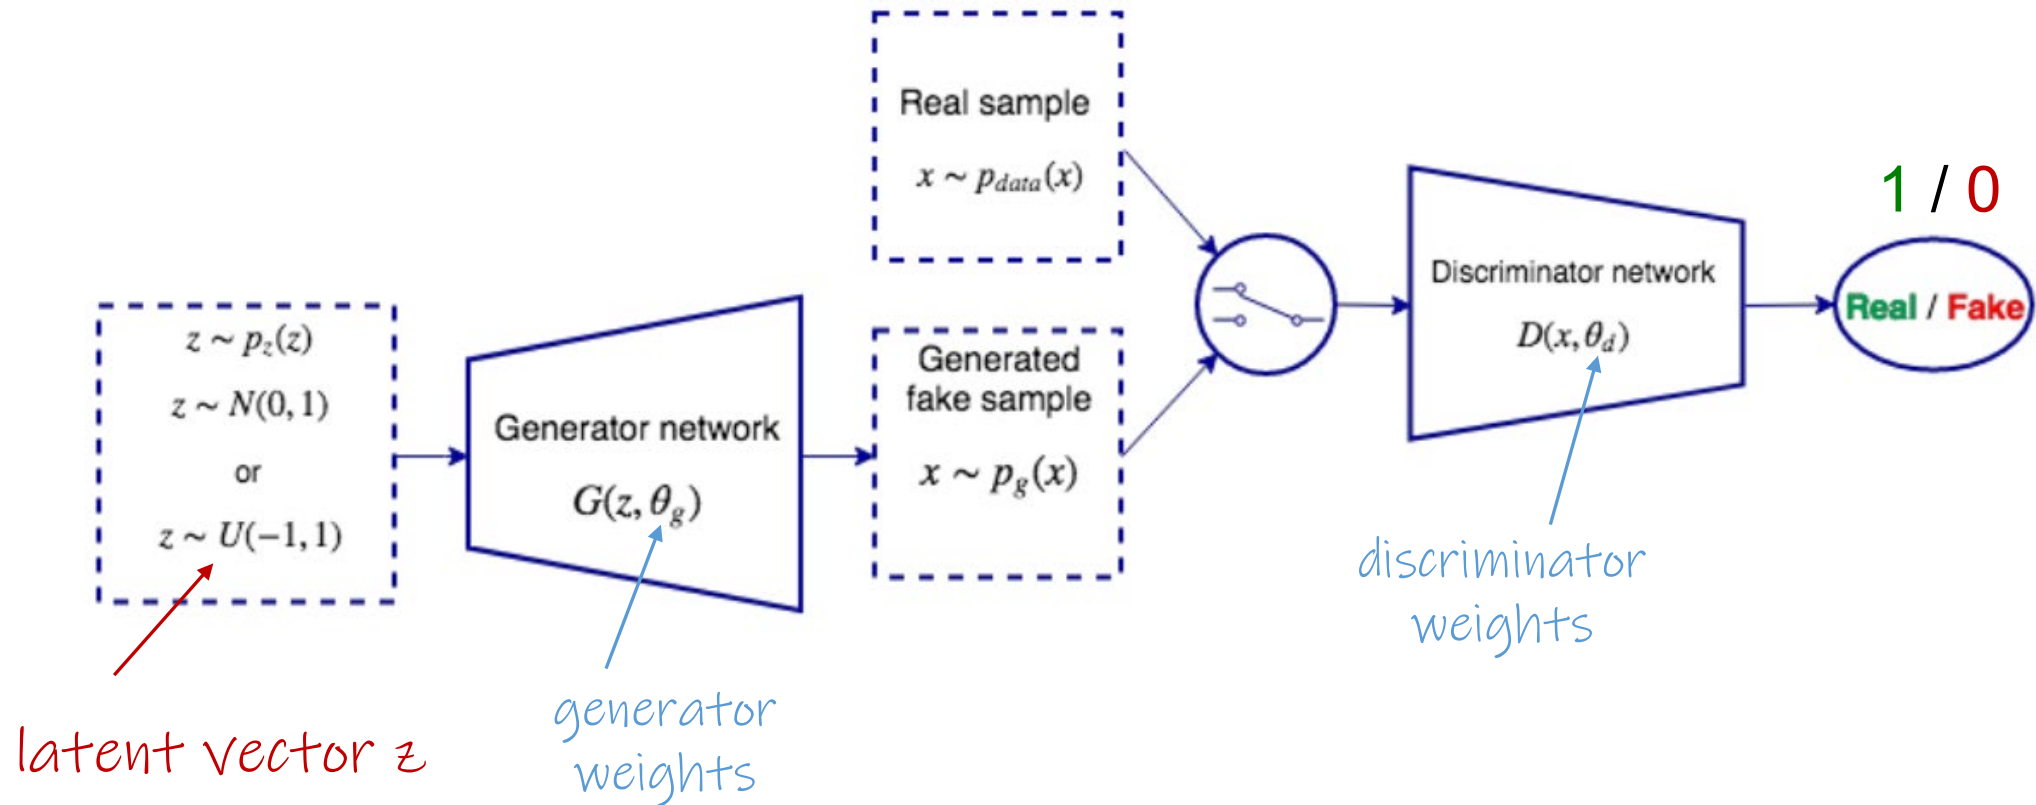 z ~ p_z(z)
z ~ N(0, 1)
or
z ~ U(−1, 1)
latent vector z
Generator network
G(z, θ_g)
generator
weights
Real sample
x ~ p_data(x)
Generated
fake sample
x ~ p_g(x)
Discriminator network
D(x, θ_d)
discriminator
weights
1 / 0
Real / Fake